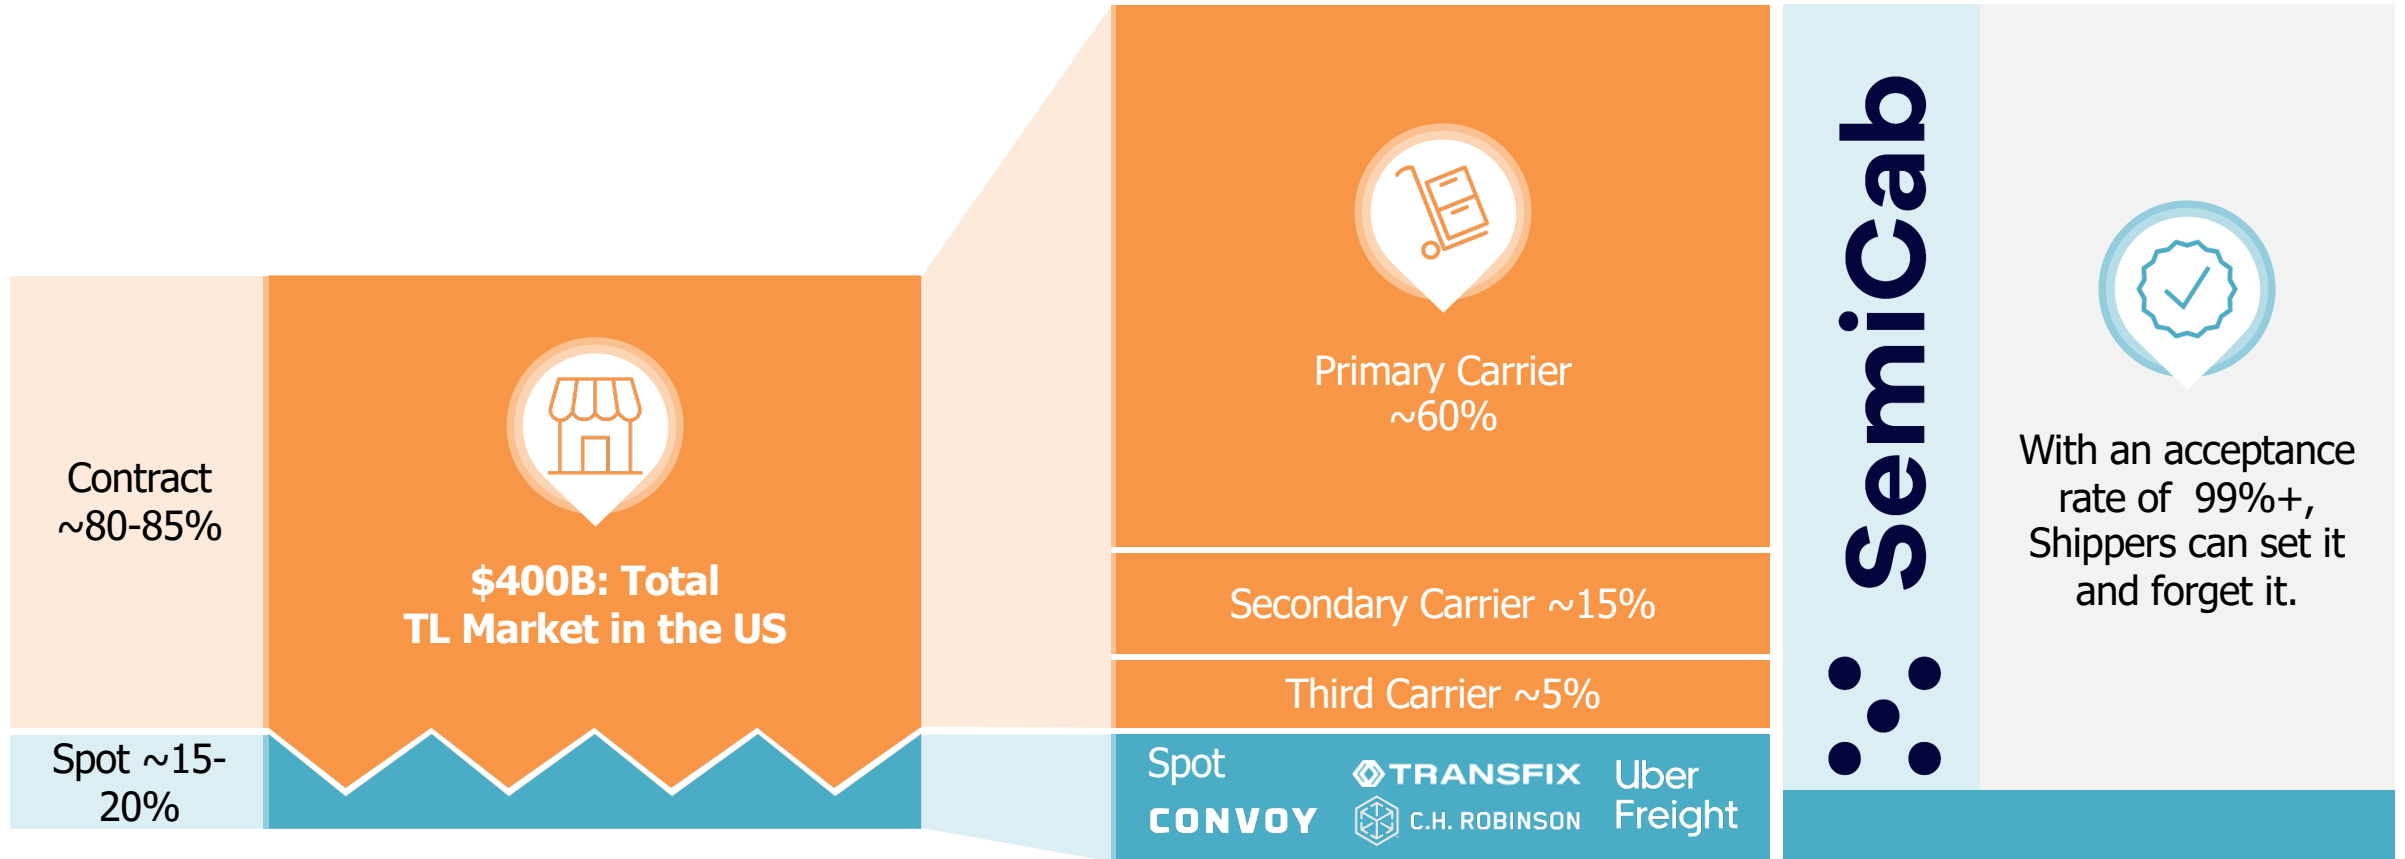 Contract
~80-85%
Spot ~15-
20%
$400B: Total
TL Market in the US
Primary Carrier
~60%
Secondary Carrier ~15%
Third Carrier ~5%
Spot
CONVOY
TRANSFIX
C.H. ROBINSON
Uber
Freight
SemiCab
With an acceptance
rate of 99%+,
Shippers can set it
and forget it.